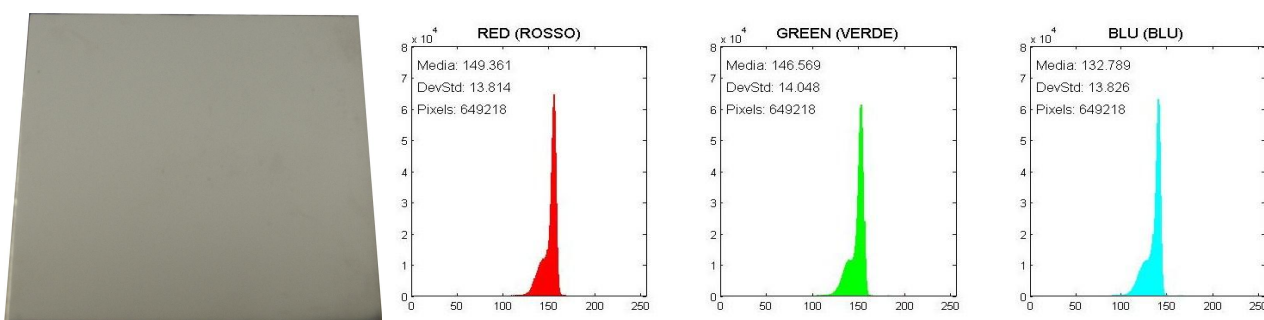 RED (ROSSO)
x 10⁴
8
Media: 149.361
7
DevStd: 13.814
Pixels: 649218
6
5
4
3
2
1
0
0 50 100 150 200 250
GREEN (VERDE)
x 10⁴
8
Media: 146.569
7
DevStd: 14.048
Pixels: 649218
6
5
4
3
2
1
0
0 50 100 150 200 250
BLU (BLU)
x 10⁴
8
Media: 132.789
7
DevStd: 13.826
Pixels: 649218
6
5
4
3
2
1
0
0 50 100 150 200 250